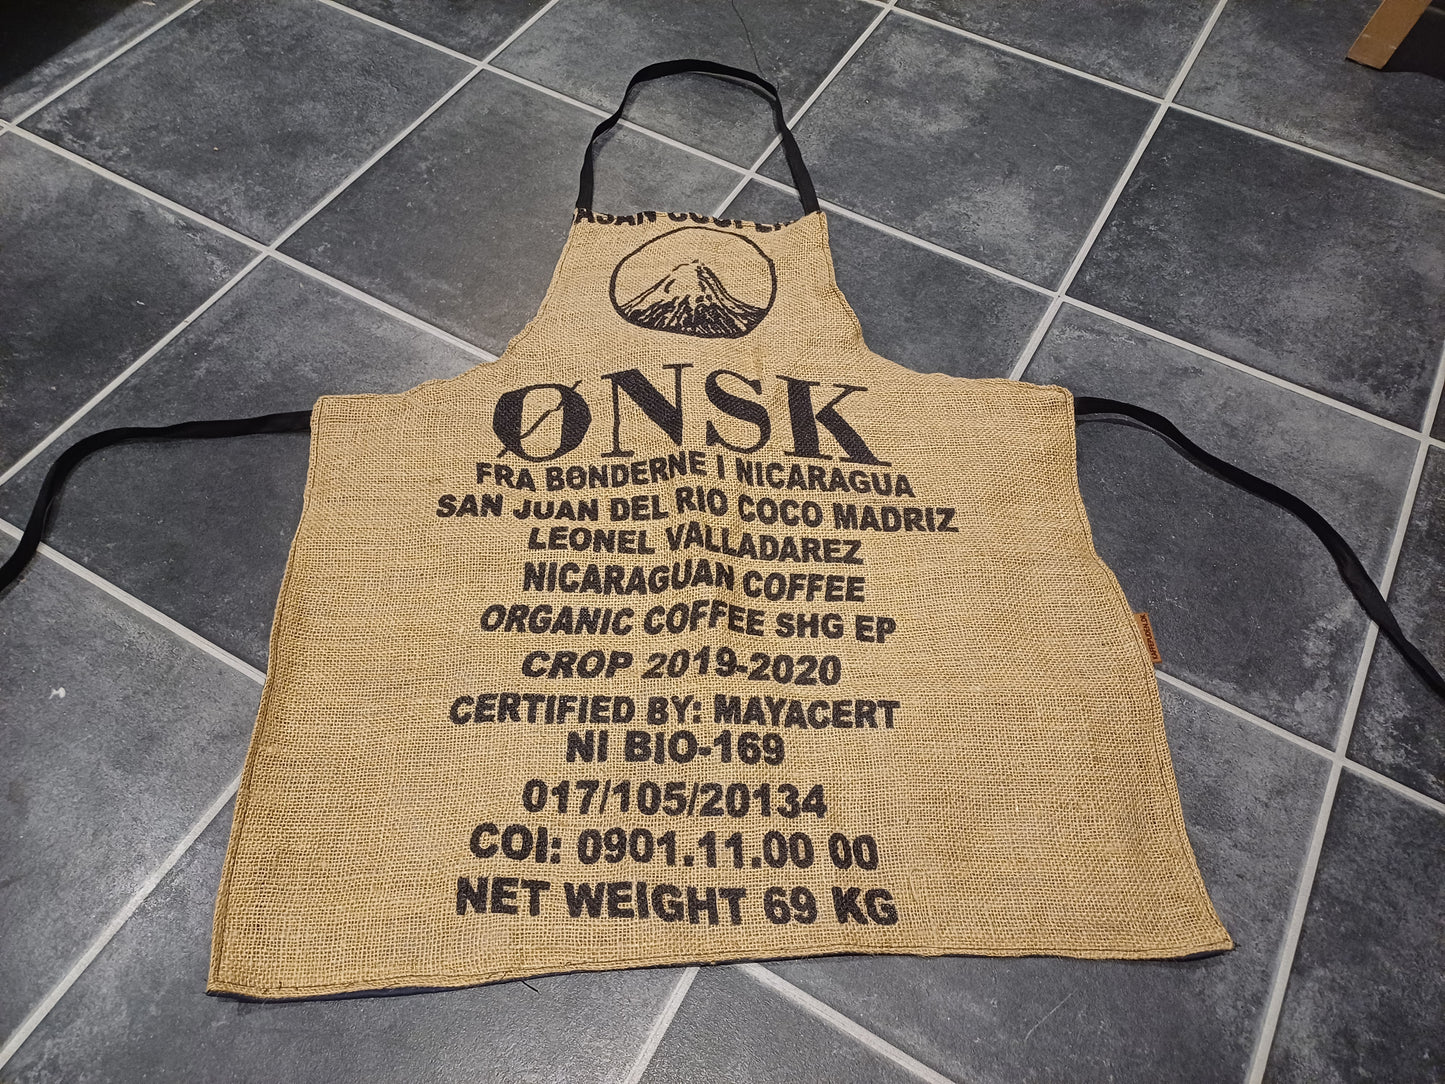 ØNSK
FRA BØNDERNE I NICARAGUA
SAN JUAN DEL RIO COCO MADRIZ
LEONEL VALLADAREZ
NICARAGUAN COFFEE
ORGANIC COFFEE SHG EP
CROP 2019-2020
CERTIFIED BY: MAYACERT
NI BIO-169
017/105/20134
COI: 0901.11.00 00
NET WEIGHT 69 KG